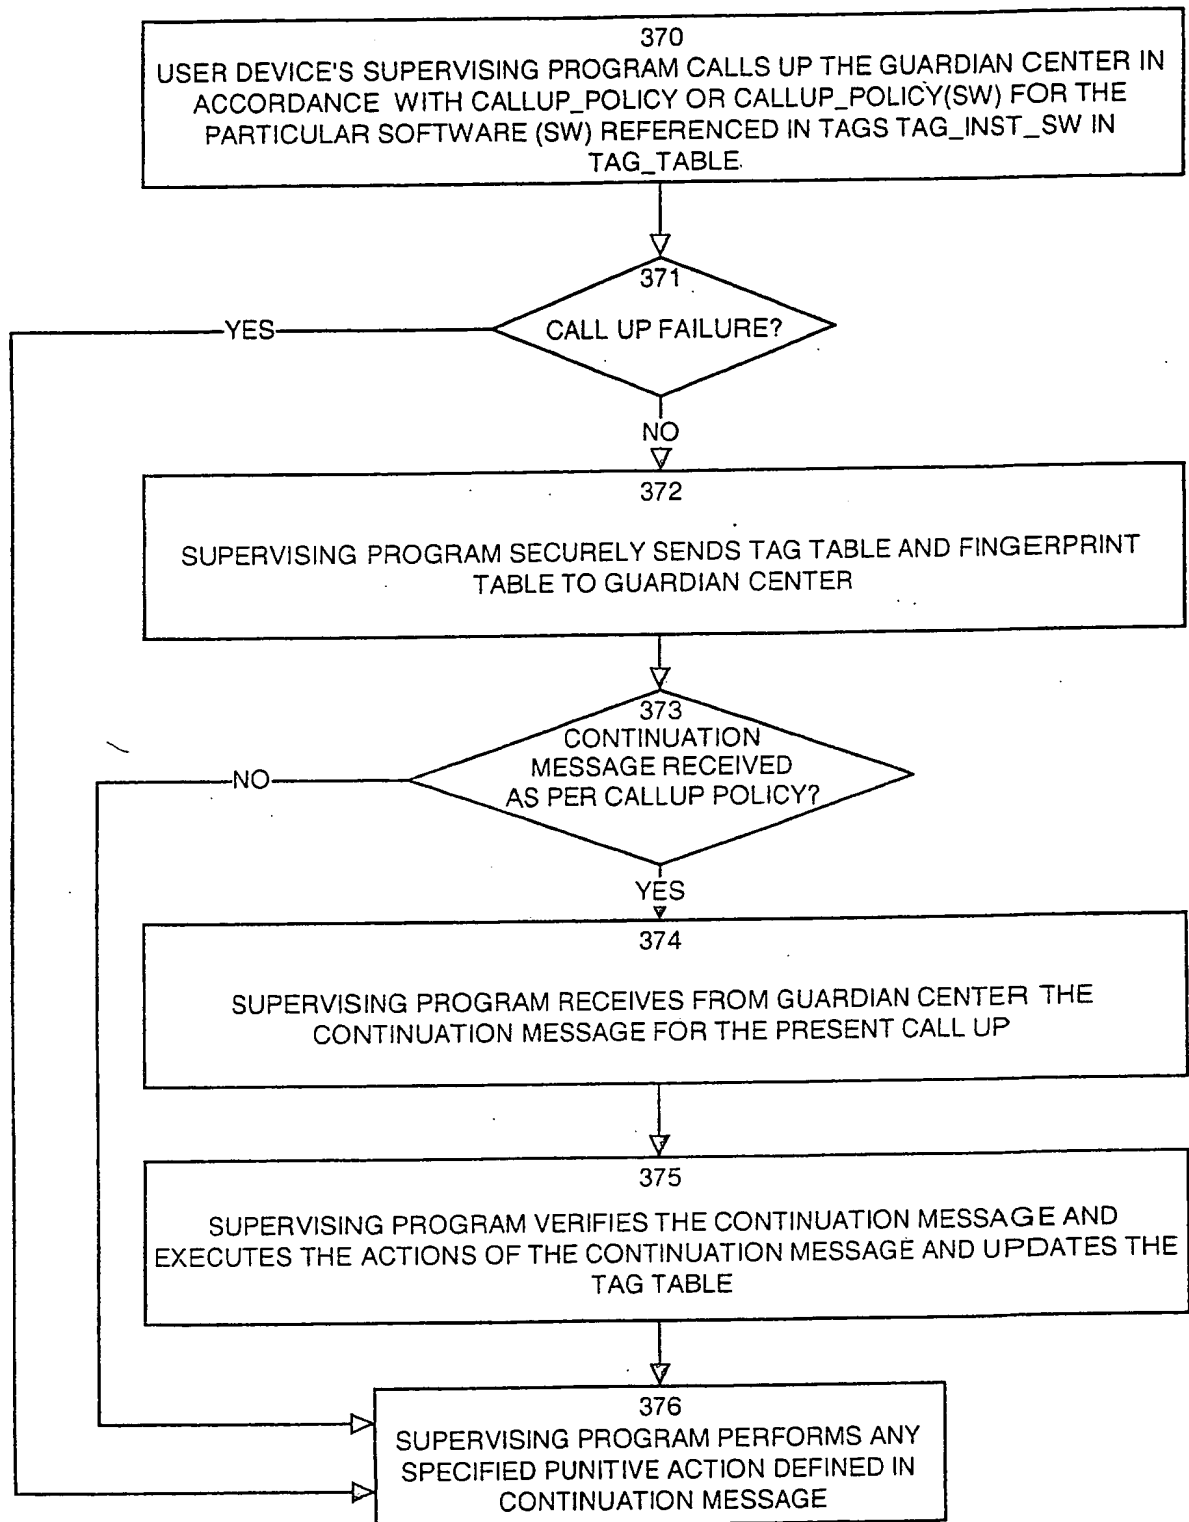 370
USER DEVICE'S SUPERVISING PROGRAM CALLS UP THE GUARDIAN CENTER IN
ACCORDANCE WITH CALLUP_POLICY OR CALLUP_POLICY(SW) FOR THE
PARTICULAR SOFTWARE (SW) REFERENCED IN TAGS TAG_INST_SW IN
TAG_TABLE.
371
CALL UP FAILURE?
YES
NO
372
SUPERVISING PROGRAM SECURELY SENDS TAG TABLE AND FINGERPRINT
TABLE TO GUARDIAN CENTER
373
CONTINUATION
MESSAGE RECEIVED
AS PER CALLUP POLICY?
NO
YES
374
SUPERVISING PROGRAM RECEIVES FROM GUARDIAN CENTER THE
CONTINUATION MESSAGE FOR THE PRESENT CALL UP
375
SUPERVISING PROGRAM VERIFIES THE CONTINUATION MESSAGE AND
EXECUTES THE ACTIONS OF THE CONTINUATION MESSAGE AND UPDATES THE
TAG TABLE
376
SUPERVISING PROGRAM PERFORMS ANY
SPECIFIED PUNITIVE ACTION DEFINED IN
CONTINUATION MESSAGE